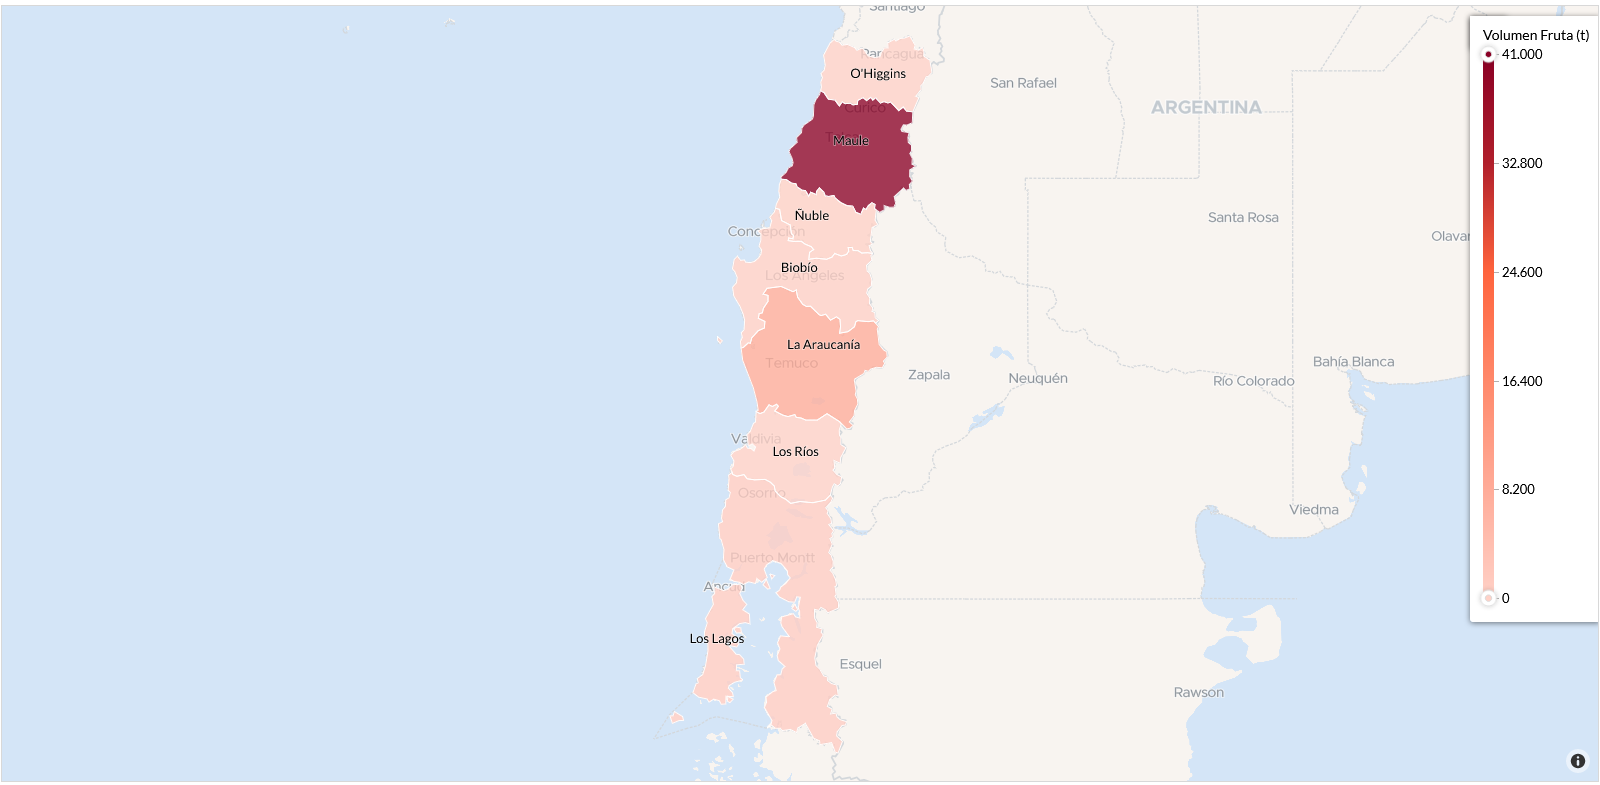 Santiago
Volumen Fruta (t)
41.000
Rancagua
O'Higgins
San Rafael
ARGENTINA
Curicó
Maule
32.800
Ñuble
Santa Rosa
Concepción
Olavar
Biobío
Los Ángeles
24.600
La Araucanía
Temuco
Zapala
Neuquén
Bahía Blanca
Río Colorado
16.400
Valdivia
Los Ríos
Osorno
8.200
Viedma
Puerto Montt
Ancud
0
Los Lagos
Esquel
Rawson